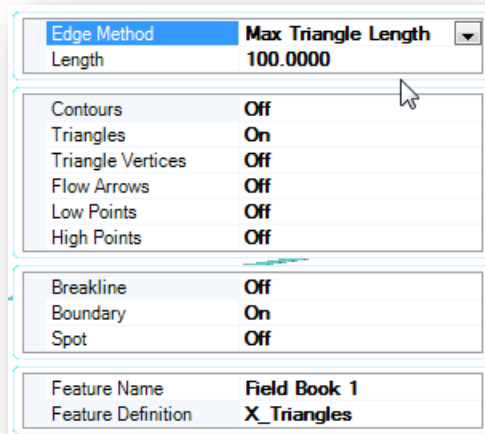 Edge Method Max Triangle Length
Length 100.0000
Contours Off
Triangles On
Triangle Vertices Off
Flow Arrows Off
Low Points Off
High Points Off
Breakline Off
Boundary On
Spot Off
Feature Name Field Book 1
Feature Definition X_Triangles